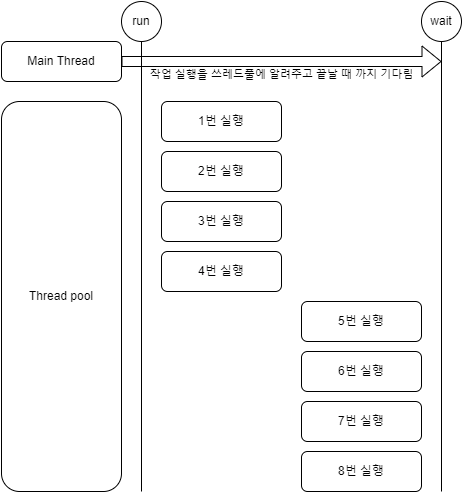 run
wait
Main Thread
작업 실행을 쓰레드풀에 알려주고 끝날 때 까지 기다림
1번 실행
2번 실행
3번 실행
4번 실행
Thread pool
5번 실행
6번 실행
7번 실행
8번 실행